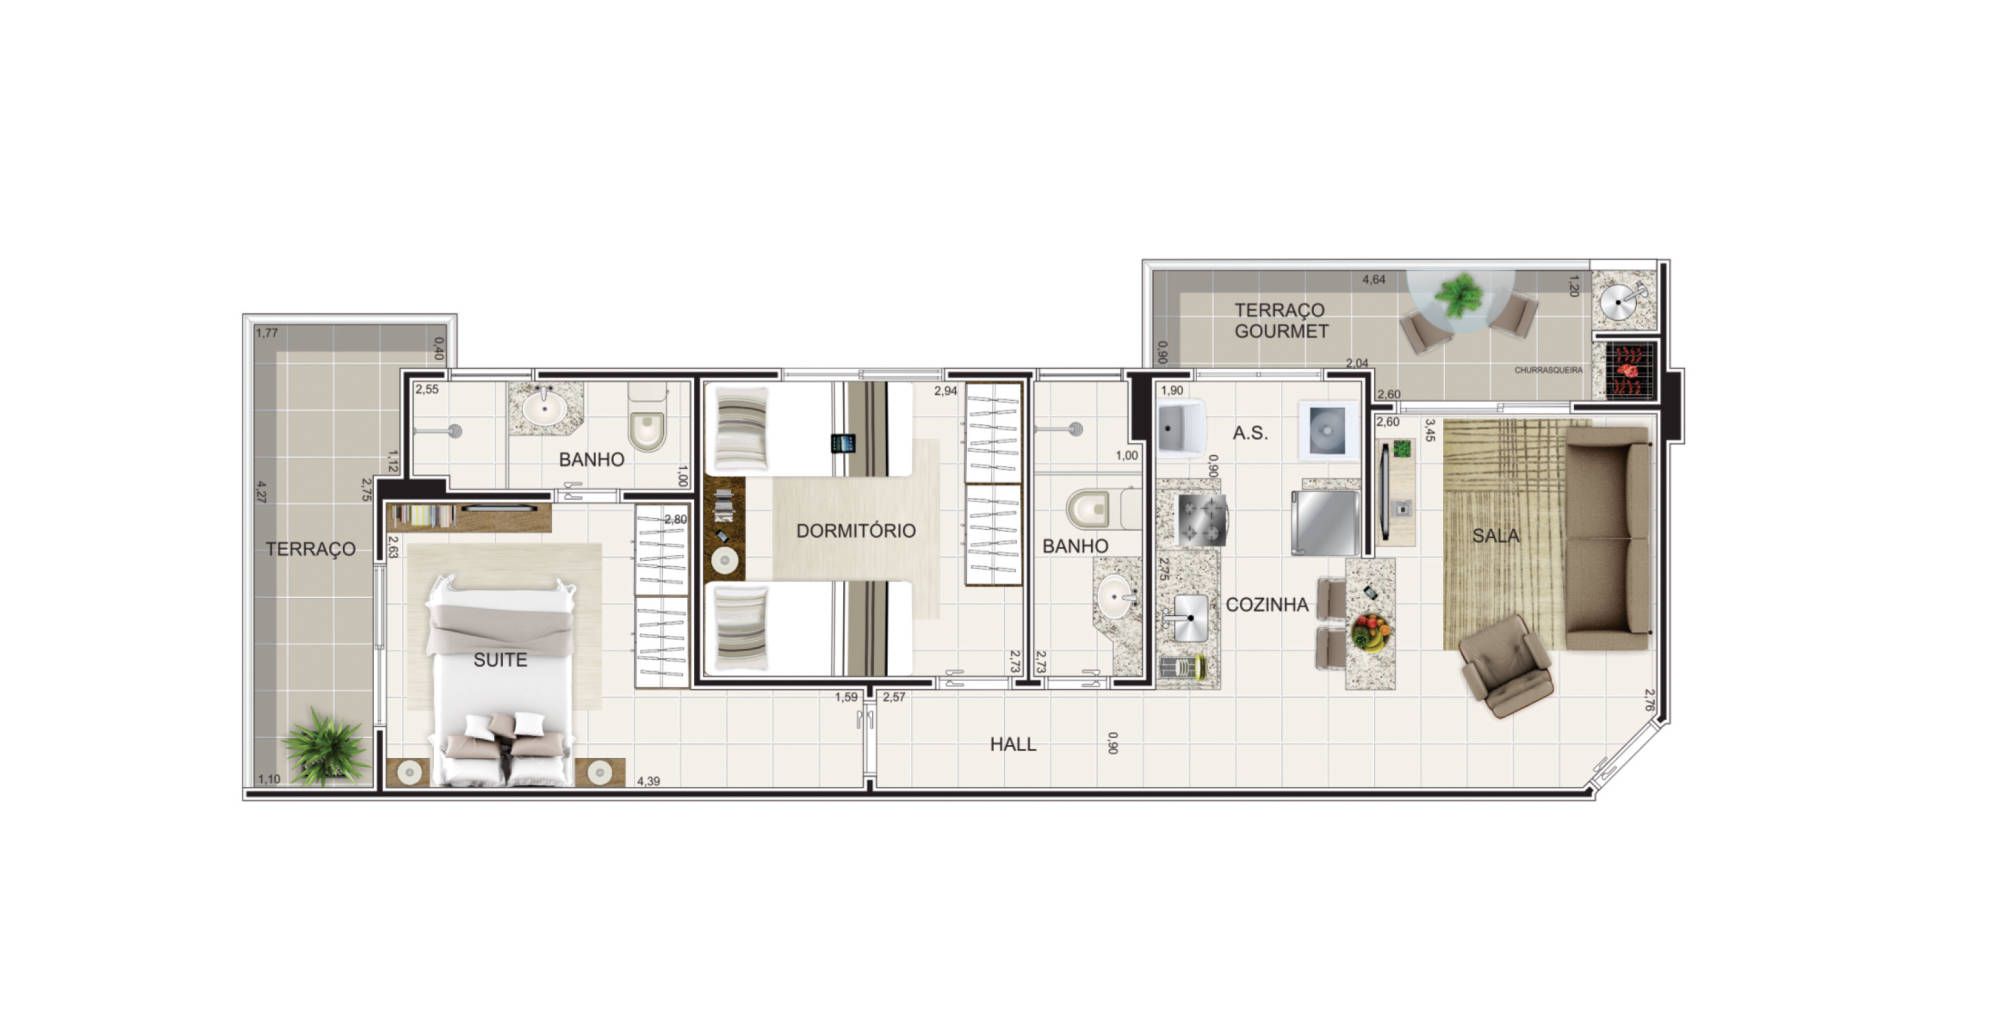 4,64
1,20
TERRAÇO
GOURMET
1,77
0,40
0,90
2,04
CHURRASQUEIRA
2,55
2,94
1,90
2,60
2,60
3,45
A.S.
1,12
BANHO
1,00
1,00
0,90
4,27
2,75
2,80
DORMITÓRIO
SALA
TERRAÇO
2,63
BANHO
2,75
COZINHA
SUITE
2,73
2,73
1,59
2,57
2,76
HALL
0,90
1,10
4,39